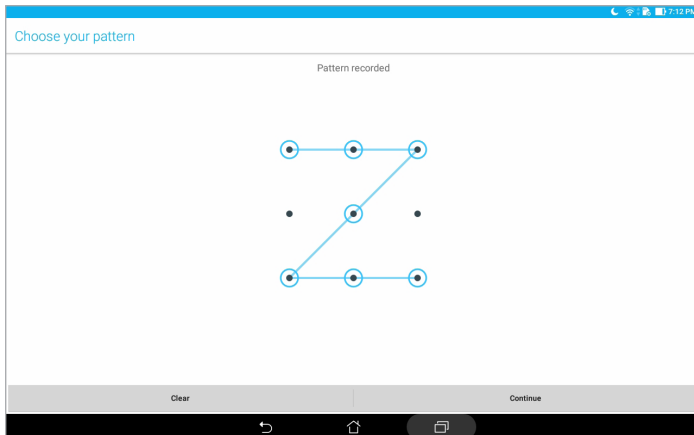 7:12 PM
Choose your pattern
Pattern recorded
Clear
Continue